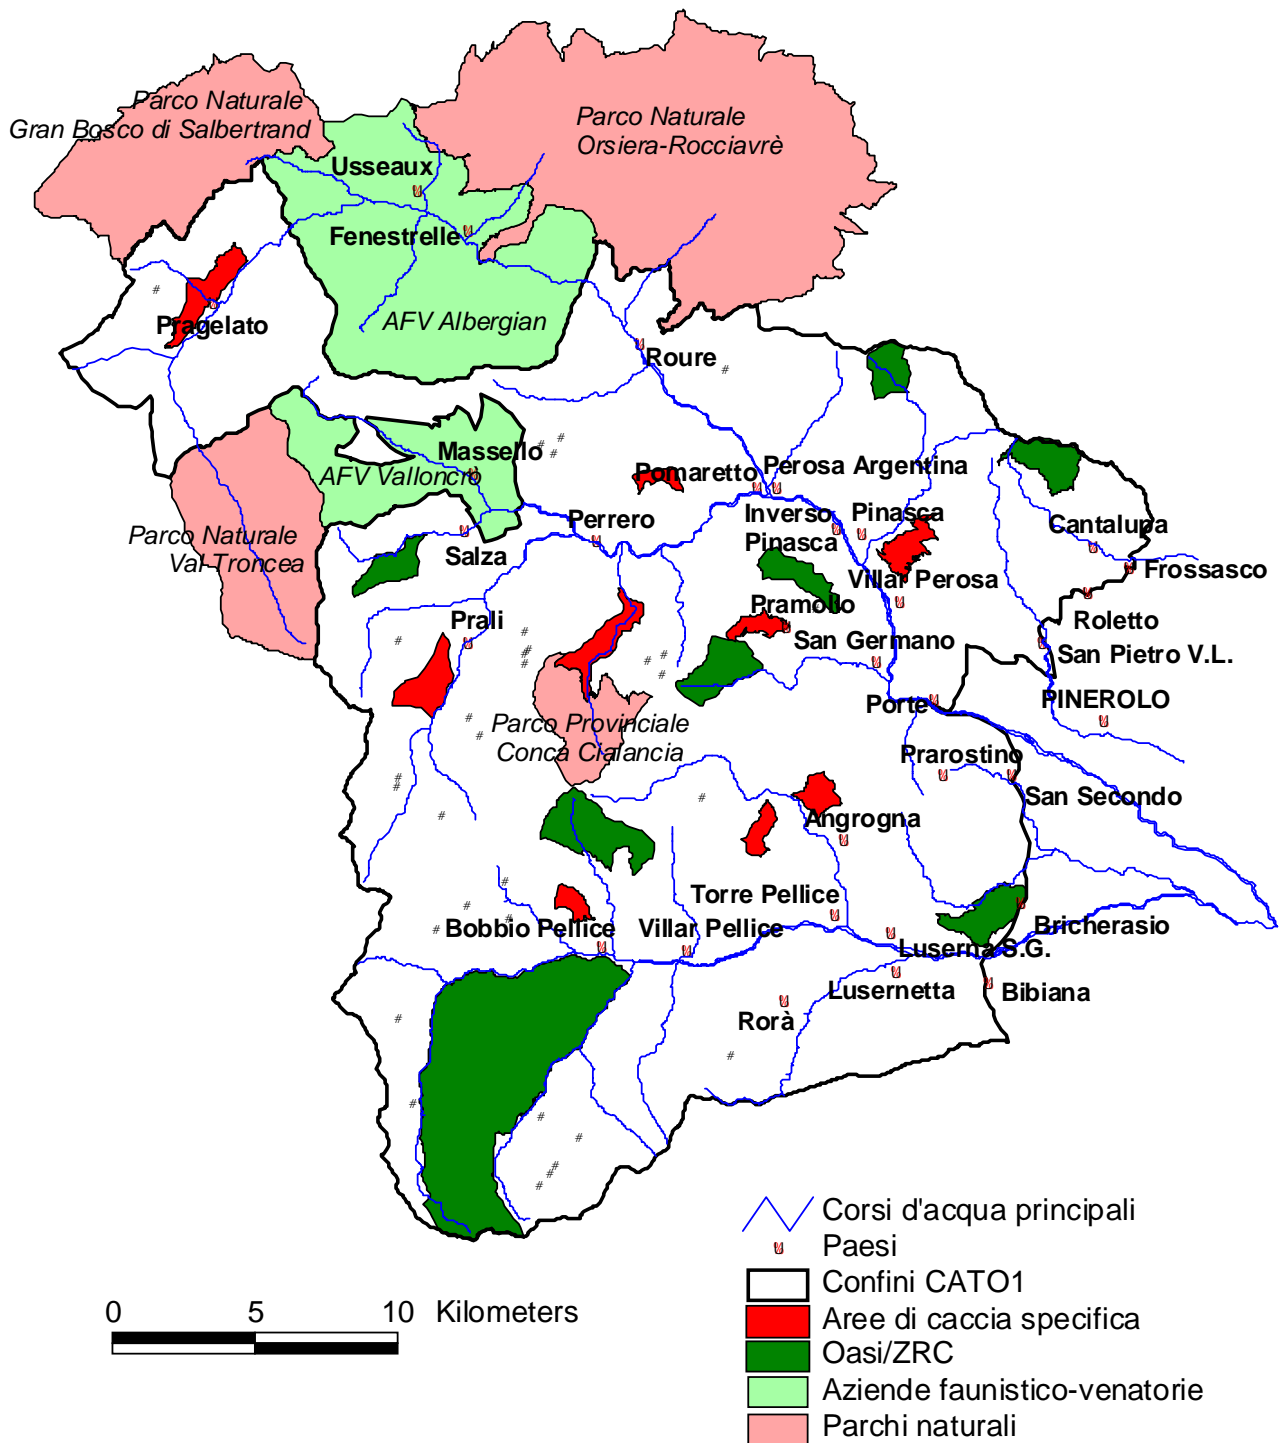 Parco Naturale
Gran Bosco di Salbertrand
Parco Naturale
Orsiera-Rocciavrè
Usseaux
Fenestrelle
AFV Albergian
Pragelato
Roure
Massello
AFV Valloncrò
Pomaretto
Perosa Argentina
Parco Naturale
Val Troncea
Perrero
Inverso
Pinasca
Pinasca
Cantalupa
Salza
Villar Perosa
Frossasco
Prali
Pramollo
Roletto
San Germano
San Pietro V.L.
Porte
PINEROLO
Parco Provinciale
Conca Cialancia
Prarostino
San Secondo
Angrogna
Torre Pellice
Bobbio Pellice
Villar Pellice
Bricherasio
Luserna S.G.
Lusernetta
Bibiana
Rorà
Corsi d'acqua principali
Paesi
Confini CATO1
Aree di caccia specifica
Oasi/ZRC
Aziende faunistico-venatorie
Parchi naturali
0 5 10 Kilometers